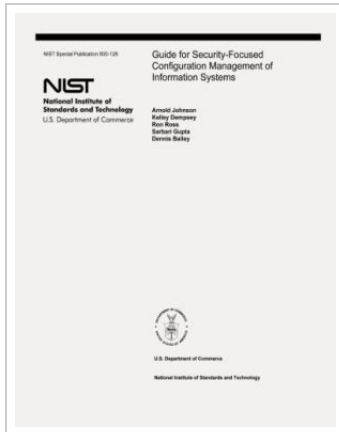 NIST Special Publication 800-128
Guide for Security-Focused
Configuration Management of
Information Systems
NIST
National Institute of
Standards and Technology
U.S. Department of Commerce
Arnold Johnson
Kelley Dempsey
Ron Ross
Sarbari Gupta
Dennis Bailey
U.S. Department of Commerce
National Institute of Standards and Technology